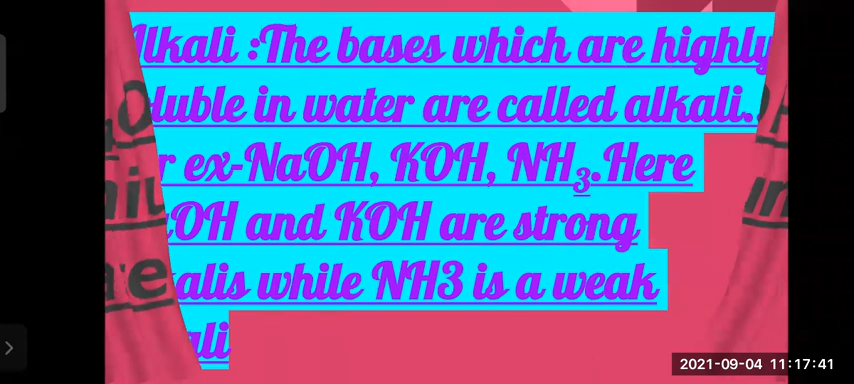 lkali :The bases which are highly
luble in water are called alkali..
r ex-NaOH, KOH, NH₃.Here
OH and KOH are strong
alis while NH3 is a weak
ali
2021-09-04 11:17:41